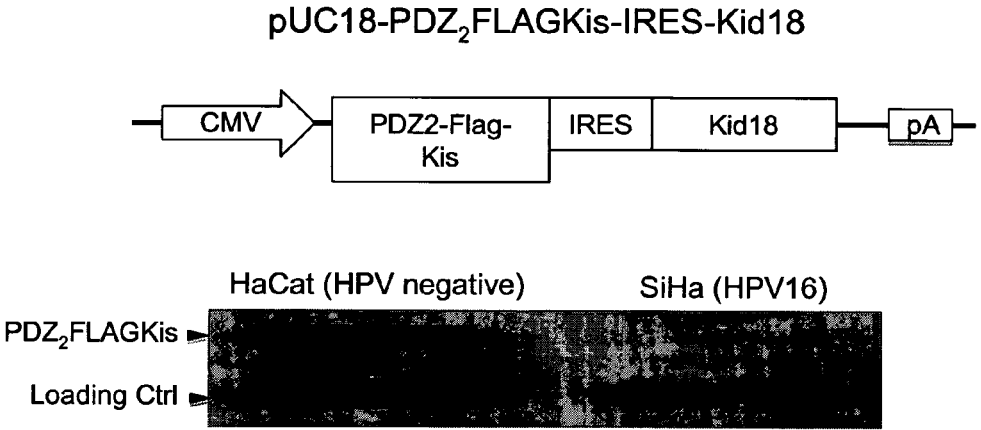 pUC18-PDZ₂FLAGKis-IRES-Kid18
CMV
PDZ2-Flag-
Kis
IRES
Kid18
pA
HaCat (HPV negative)
SiHa (HPV16)
PDZ₂FLAGKis
Loading Ctrl